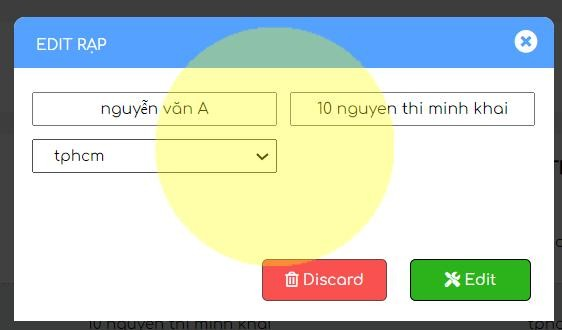 EDIT RẠP
nguyễn văn A
10 nguyen thi minh khai
tphcm
Discard
Edit
10 nguyen thi minh khai